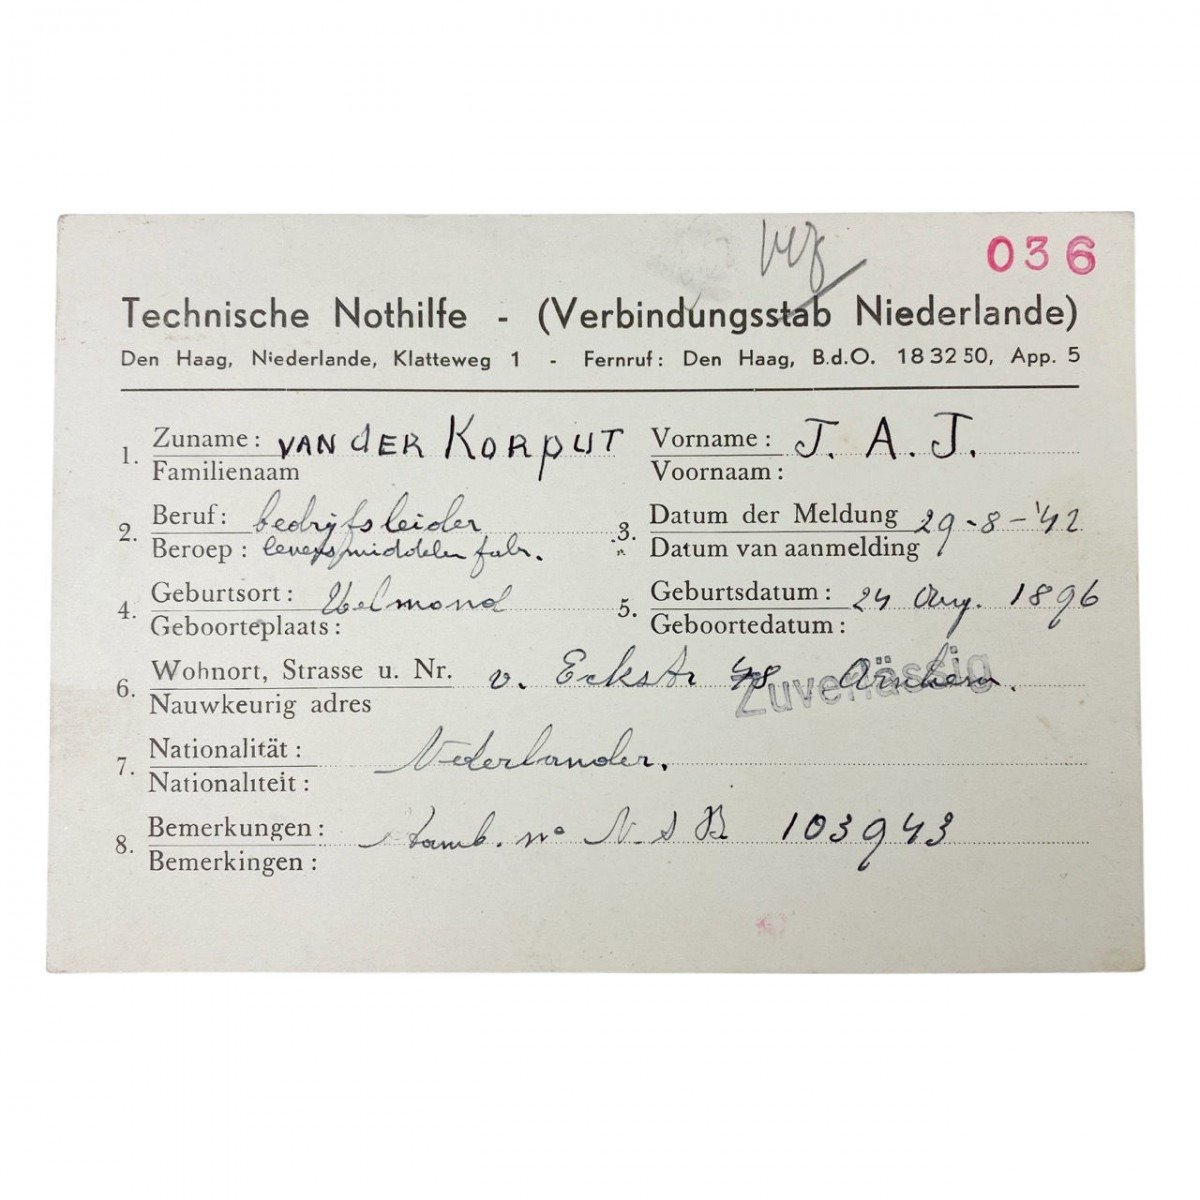 036
Technische Nothilfe - (Verbindungsstab Niederlande)
Den Haag, Niederlande, Klatteweg 1 - Fernruf: Den Haag, B.d.O. 18 32 50, App. 5
1. Zuname: VAN DER KORPUT Vorname: J. A. J.
Familienaam Voornaam:
2. Beruf: bedrijfsleider 3. Datum der Meldung 29-8-'42
Beroep: levensmiddelen fabr. Datum van aanmelding
4. Geburtsort: Helmond 5. Geburtsdatum: 24 Aug. 1896
Geboorteplaats: Geboortedatum:
6. Wohnort, Strasse u. Nr. v. Eckstr 48 Arnhem.
Zuverlässig
Nauwkeurig adres
7. Nationalität: Nederlander.
Nationaliteit:
8. Bemerkungen: stamb. no N.S.B 103943
Bemerkingen: